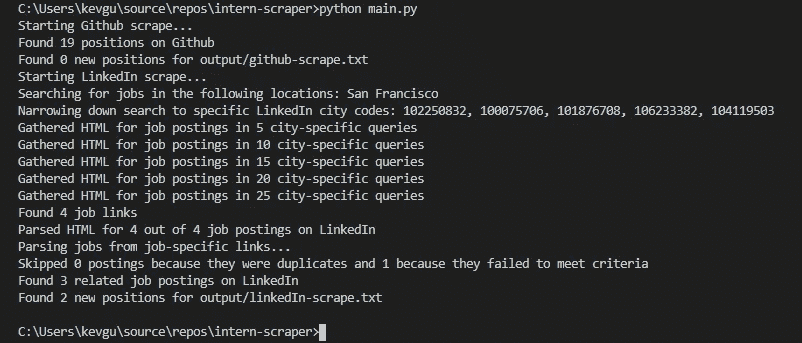 C:\Users\kevgu\source\repos\intern-scraper>python main.py
Starting Github scrape...
Found 19 positions on Github
Found 0 new positions for output/github-scrape.txt
Starting LinkedIn scrape...
Searching for jobs in the following locations: San Francisco
Narrowing down search to specific LinkedIn city codes: 102250832, 100075706, 101876708, 106233382, 104119503
Gathered HTML for job postings in 5 city-specific queries
Gathered HTML for job postings in 10 city-specific queries
Gathered HTML for job postings in 15 city-specific queries
Gathered HTML for job postings in 20 city-specific queries
Gathered HTML for job postings in 25 city-specific queries
Found 4 job links
Parsed HTML for 4 out of 4 job postings on LinkedIn
Parsing jobs from job-specific links...
Skipped 0 postings because they were duplicates and 1 because they failed to meet criteria
Found 3 related job postings on LinkedIn
Found 2 new positions for output/linkedIn-scrape.txt
C:\Users\kevgu\source\repos\intern-scraper>